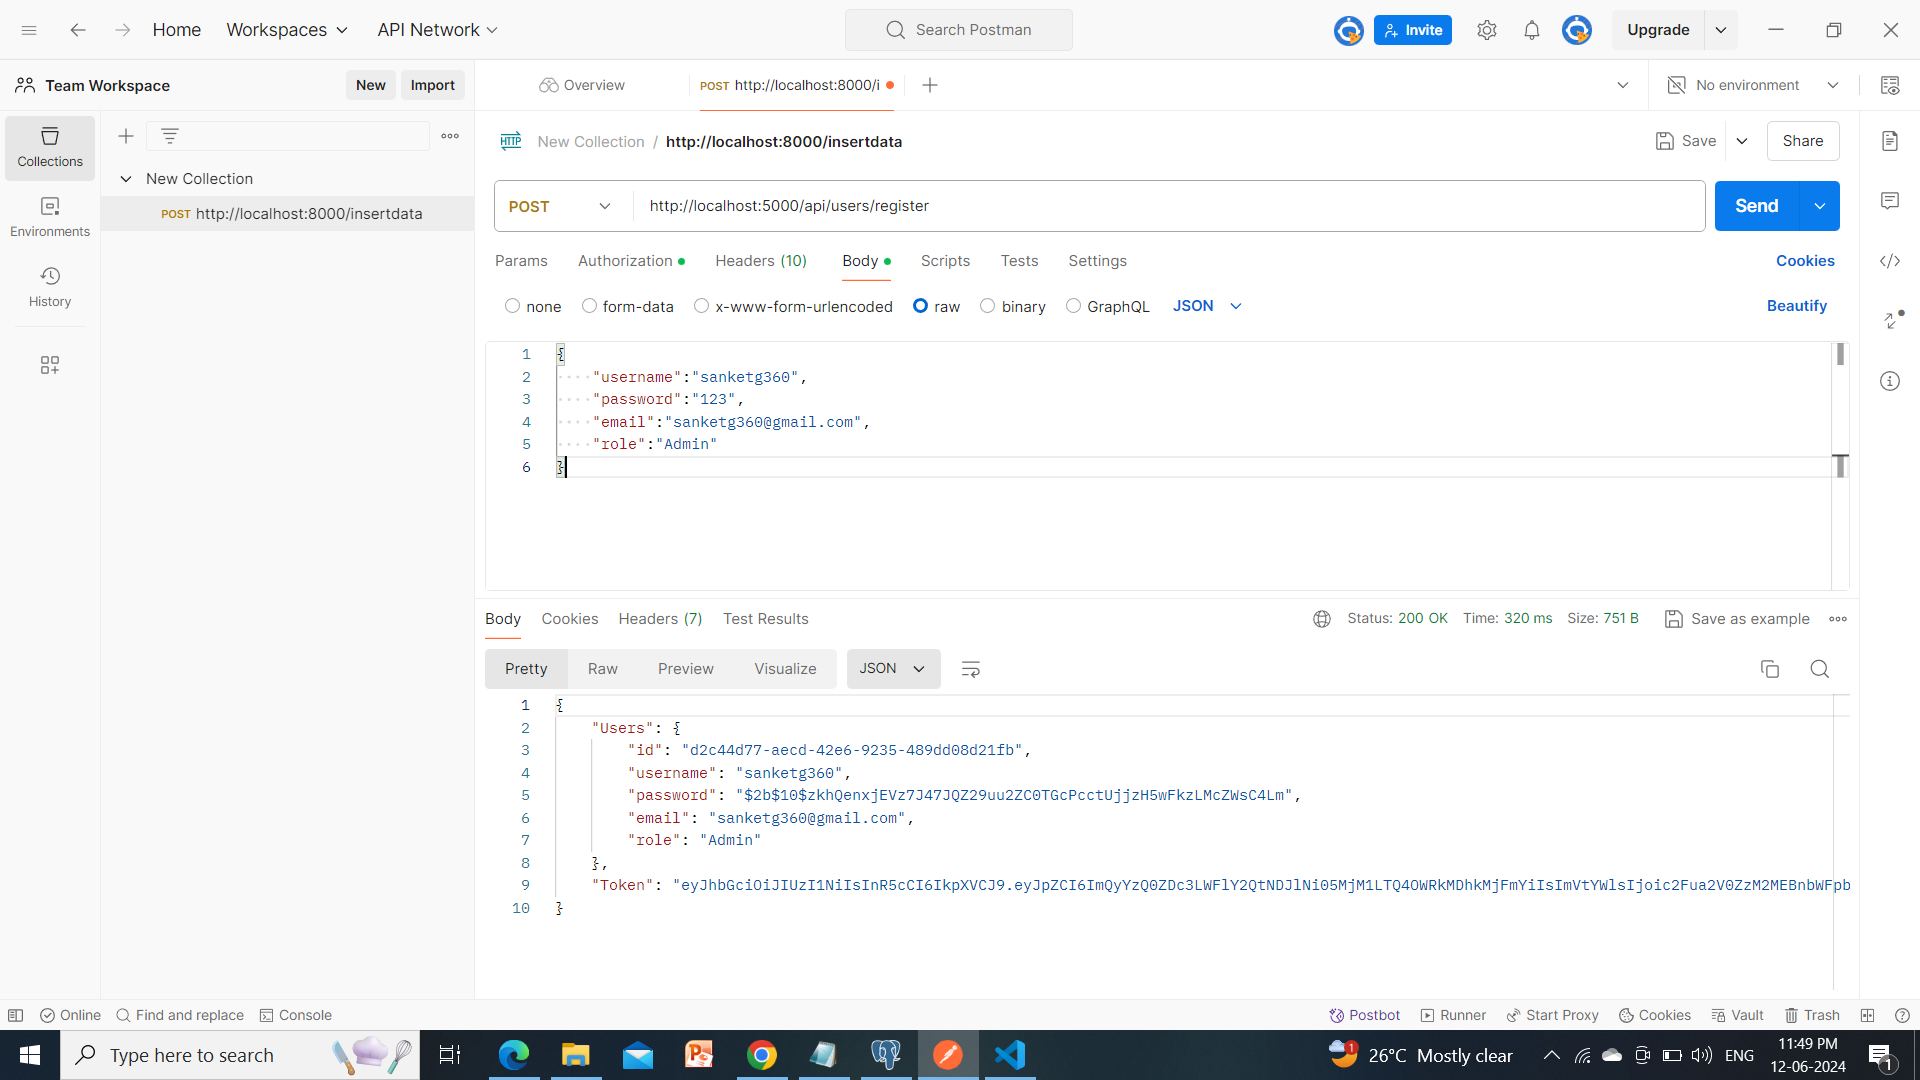 Home Workspaces API Network Search Postman Invite Upgrade
Team Workspace New Import Overview POST http://localhost:8000/i No environment
Collections
Environments
History
New Collection
POST http://localhost:8000/insertdata
HTTP New Collection / http://localhost:8000/insertdata Save Share
POST http://localhost:5000/api/users/register Send
Params Authorization Headers (10) Body Scripts Tests Settings Cookies
none form-data x-www-form-urlencoded raw binary GraphQL JSON Beautify
1 {
2 "username":"sanketg360",
3 "password":"123",
4 "email":"sanketg360@gmail.com",
5 "role":"Admin"
6 }
Body Cookies Headers (7) Test Results Status: 200 OK Time: 320 ms Size: 751 B Save as example
Pretty Raw Preview Visualize JSON
1 {
2 "Users": {
3 "id": "d2c44d77-aecd-42e6-9235-489dd08d21fb",
4 "username": "sanketg360",
5 "password": "$2b$10$zkhQenxjEVz7J47JQZ29uu2ZC0TGcPcctUjjzH5wFkzLMcZWsC4Lm",
6 "email": "sanketg360@gmail.com",
7 "role": "Admin"
8 },
9 "Token": "eyJhbGciOiJIUzI1NiIsInR5cCI6IkpXVCJ9.eyJpZCI6ImQyYzQ0ZDc3LWFlY2QtNDJlNi05MjM1LTQ4OWRkMDhkMjFmYiIsImVtYWlsIjoic2Fua2V0ZzM2MEBnbWFpb
10 }
Online Find and replace Console Postbot Runner Start Proxy Cookies Vault Trash
Type here to search 1 26°C Mostly clear ENG 11:49 PM
12-06-2024 1